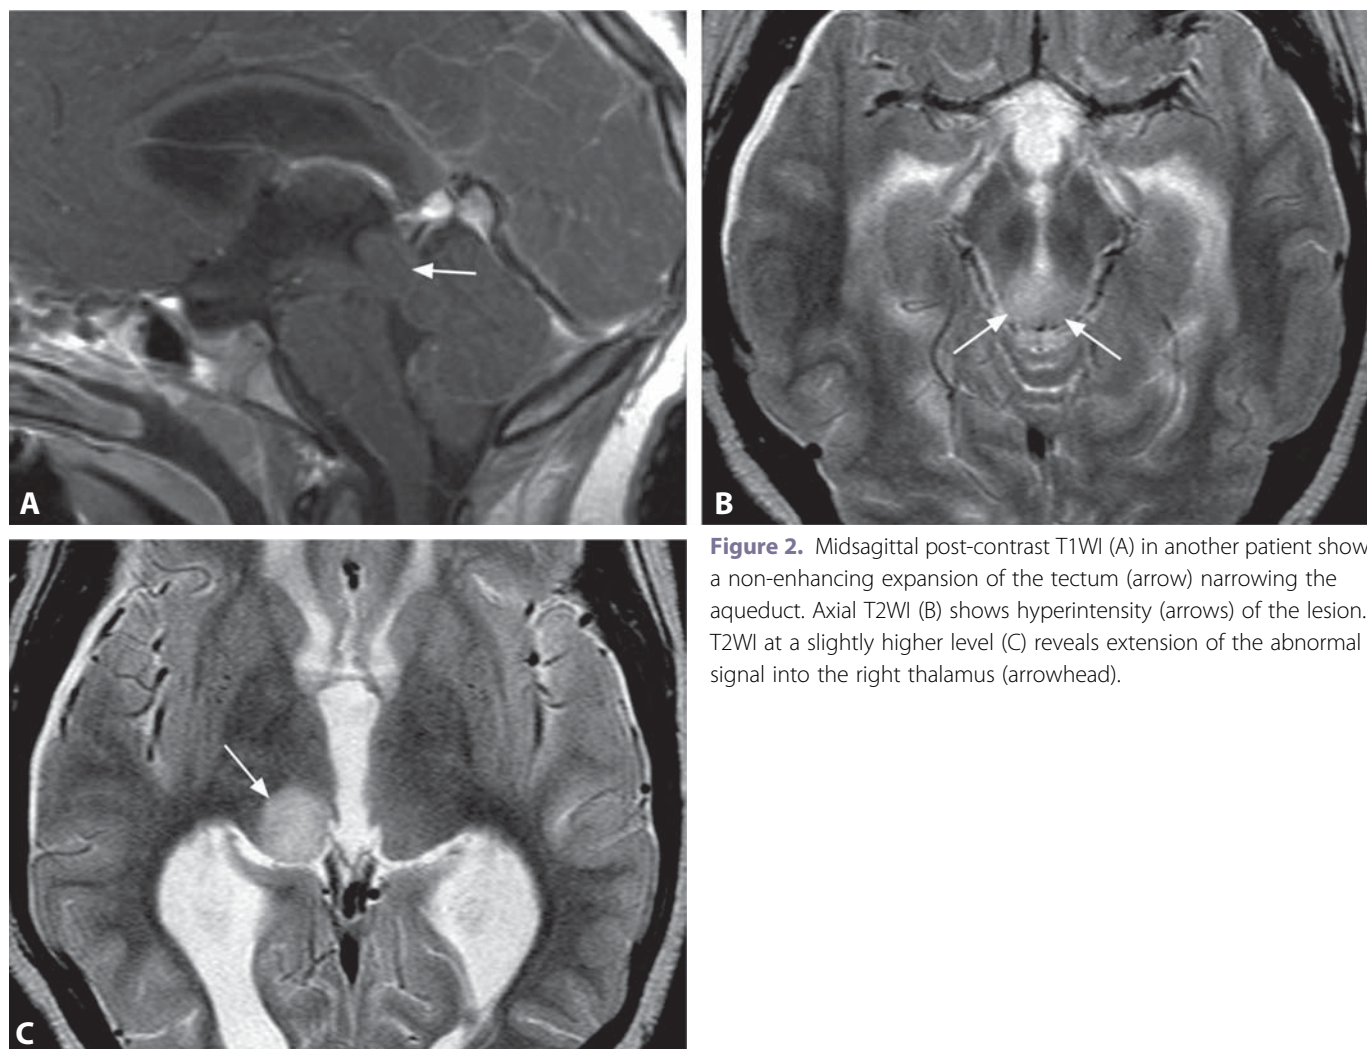 A
B
C
Figure 2. Midsagittal post-contrast T1WI (A) in another patient show
a non-enhancing expansion of the tectum (arrow) narrowing the
aqueduct. Axial T2WI (B) shows hyperintensity (arrows) of the lesion.
T2WI at a slightly higher level (C) reveals extension of the abnormal
signal into the right thalamus (arrowhead).